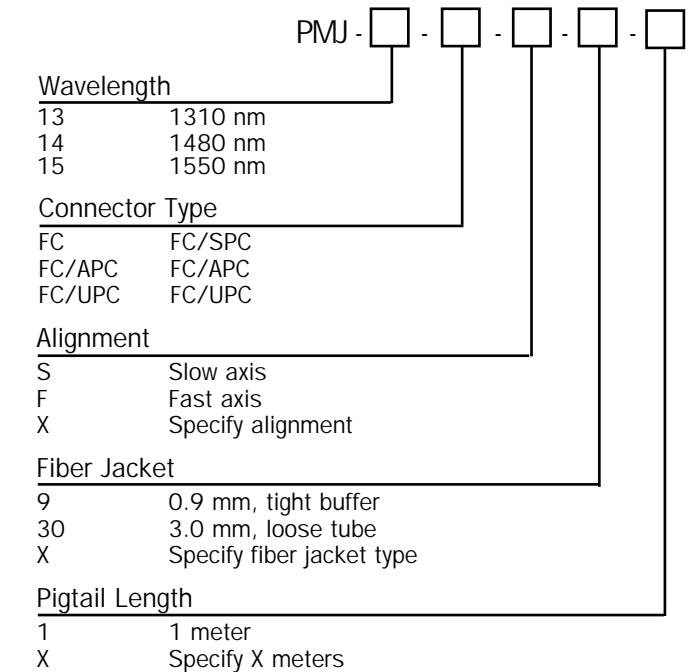 PMJ - - - - -
Wavelength
13 1310 nm
14 1480 nm
15 1550 nm
Connector Type
FC FC/SPC
FC/APC FC/APC
FC/UPC FC/UPC
Alignment
S Slow axis
F Fast axis
X Specify alignment
Fiber Jacket
9 0.9 mm, tight buffer
30 3.0 mm, loose tube
X Specify fiber jacket type
Pigtail Length
1 1 meter
X Specify X meters